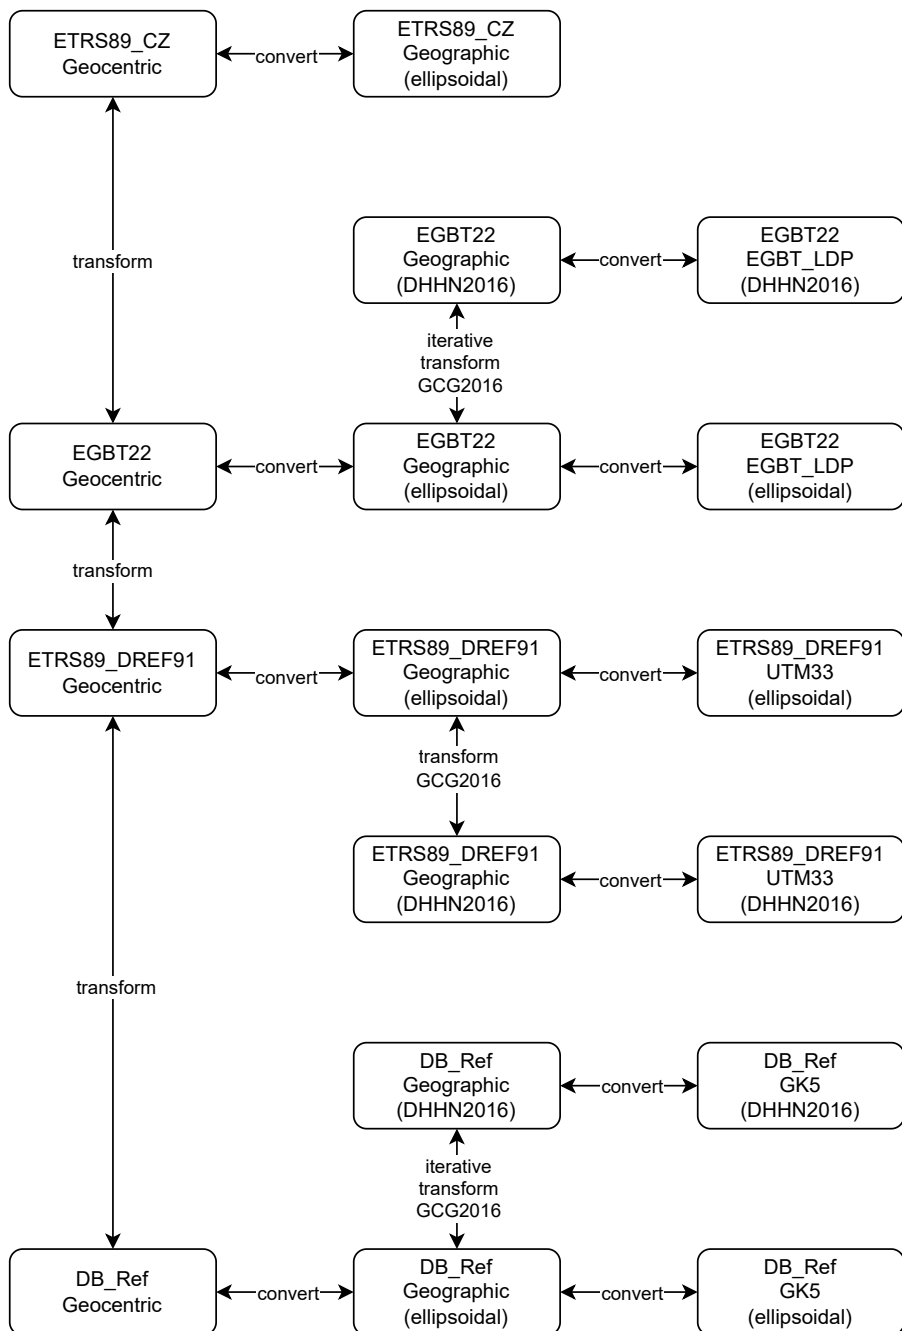 ETRS89_CZ
Geocentric
convert
ETRS89_CZ
Geographic
(ellipsoidal)
transform
EGBT22
Geographic
(DHHN2016)
convert
EGBT22
EGBT_LDP
(DHHN2016)
iterative
transform
GCG2016
EGBT22
Geocentric
convert
EGBT22
Geographic
(ellipsoidal)
convert
EGBT22
EGBT_LDP
(ellipsoidal)
transform
ETRS89_DREF91
Geocentric
convert
ETRS89_DREF91
Geographic
(ellipsoidal)
convert
ETRS89_DREF91
UTM33
(ellipsoidal)
transform
GCG2016
ETRS89_DREF91
Geographic
(DHHN2016)
convert
ETRS89_DREF91
UTM33
(DHHN2016)
transform
DB_Ref
Geographic
(DHHN2016)
convert
DB_Ref
GK5
(DHHN2016)
iterative
transform
GCG2016
DB_Ref
Geocentric
convert
DB_Ref
Geographic
(ellipsoidal)
convert
DB_Ref
GK5
(ellipsoidal)